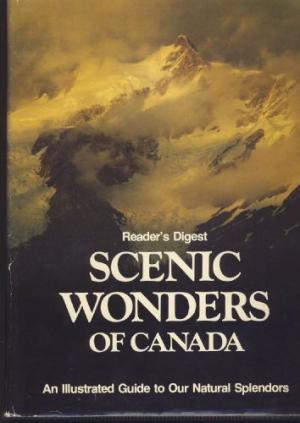 Reader's Digest
SCENIC
WONDERS
OF CANADA
An Illustrated Guide to Our Natural Splendors